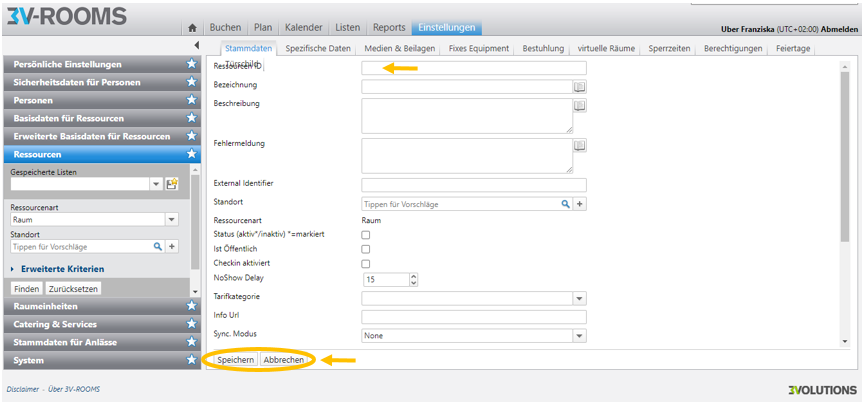 3V-ROOMS
Buchen Plan Kalender Listen Reports Einstellungen
Uber Franziska (UTC+02:00) Abmelden
Stammdaten Spezifische Daten Medien & Beilagen Fixes Equipment Bestuhlung virtuelle Räume Sperrzeiten Berechtigungen Feiertage
Türschild
Persönliche Einstellungen
Sicherheitsdaten für Personen
Personen
Basisdaten für Ressourcen
Erweiterte Basisdaten für Ressourcen
Ressourcen
Gespeicherte Listen
Ressourcenart
Raum
Standort
Tippen für Vorschläge
Erweiterte Kriterien
Finden Zurücksetzen
Raumeinheiten
Catering & Services
Stammdaten für Anlässe
System
Ressourcen ID
Bezeichnung
Beschreibung
Fehlermeldung
External Identifier
Standort Tippen für Vorschläge
Ressourcenart Raum
Status (aktiv*/inaktiv) *=markiert
Ist Öffentlich
Checkin aktiviert
NoShow Delay 15
Tarifkategorie
Info Url
Sync. Modus None
Speichern Abbrechen
Disclaimer - Über 3V-ROOMS
3VOLUTIONS